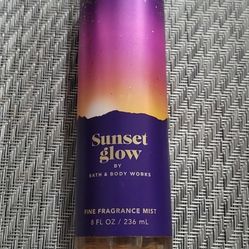 Sunset
glow
BY
BATH & BODY WORKS
FINE FRAGRANCE MIST
8 FL OZ / 236 mL